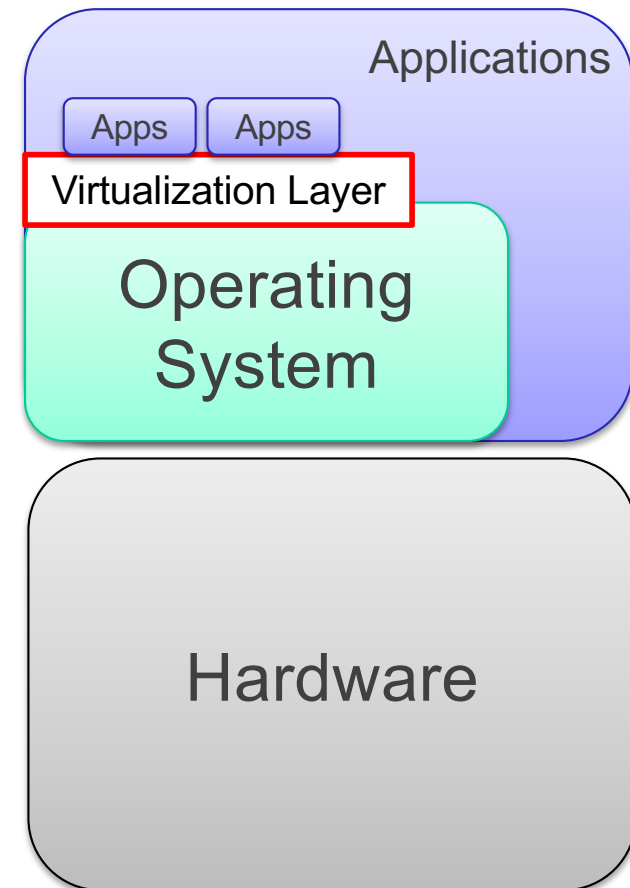 Applications
Apps Apps
Virtualization Layer
Operating
System
Hardware